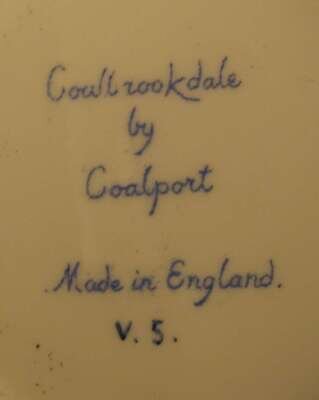 Coalbrookdale
by
Coalport
Made in England.
V. 5.